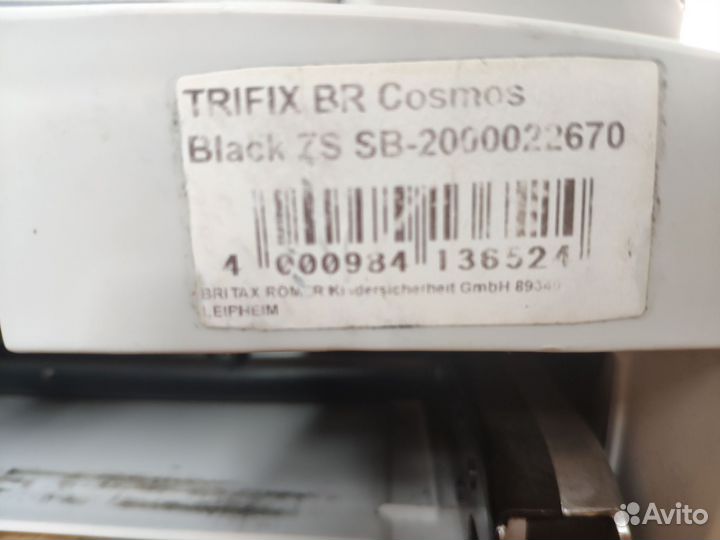 TRIFIX BR Cosmos
Black ZS SB-2000022670
4 000984 136524
BRITAX RÖMER Kindersicherheit GmbH 89340
LEIPHEIM
Avito